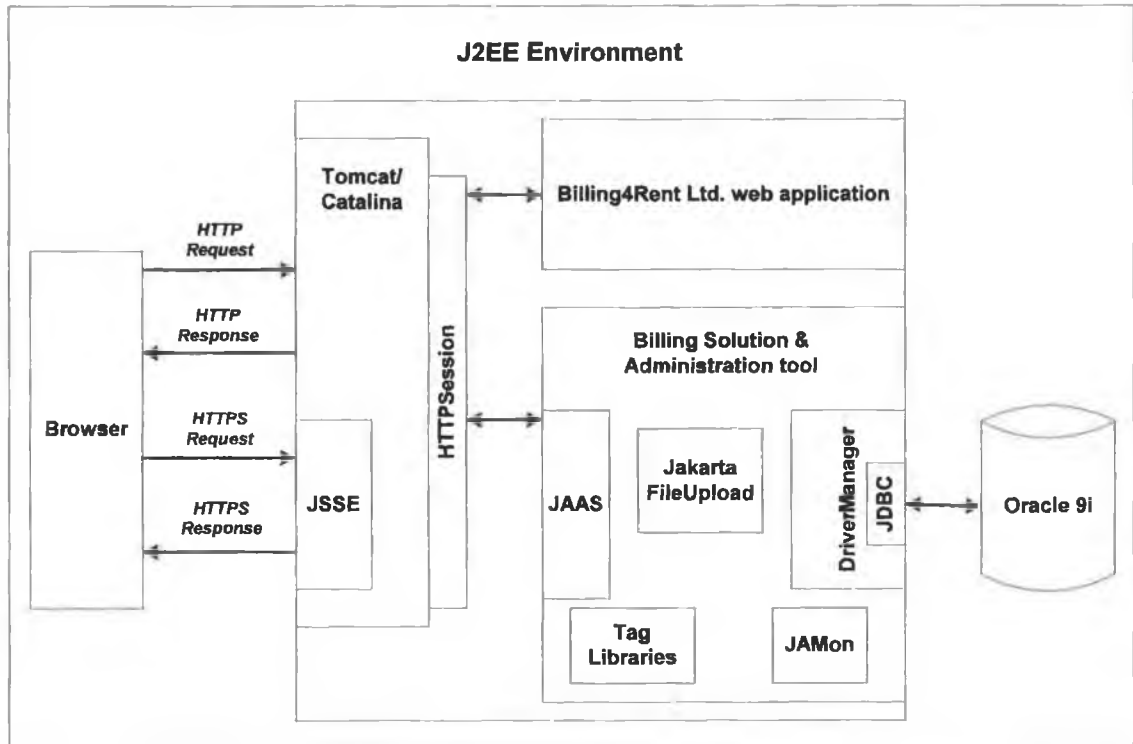 J2EE Environment
Tomcat/
Catalina
Billing4Rent Ltd. web application
HTTP
Request
HTTP
Response
HTTPSession
Billing Solution &
Administration tool
Browser
HTTPS
Request
HTTPS
Response
JSSE
JAAS
Jakarta
FileUpload
DriverManager
JDBC
Oracle 9i
Tag
Libraries
JAMon